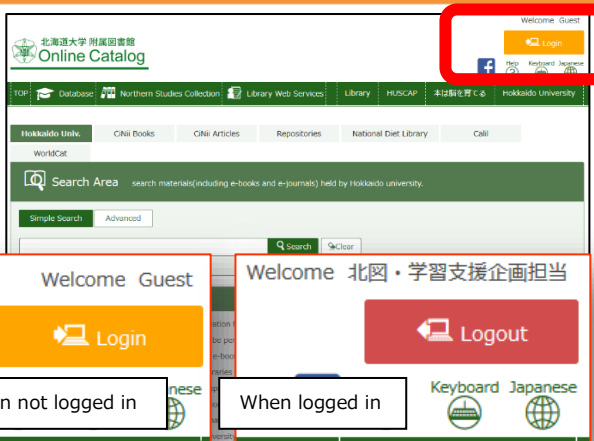 Welcome Guest
北海道大学 附属図書館
Online Catalog
Login
Help Keyboard Japanese
TOP Database Northern Studies Collection Library Web Services Library HUSCAP 本は脳を育てる Hokkaido University
Hokkaido Univ. CiNii Books CiNii Articles Repositories National Diet Library Calil
WorldCat
Search Area search materials(including e-books and e-journals) held by Hokkaido university.
Simple Search Advanced
Search Clear
Welcome Guest
Login
not logged in
Welcome 北図・学習支援企画担当
Logout
When logged in
Keyboard Japanese